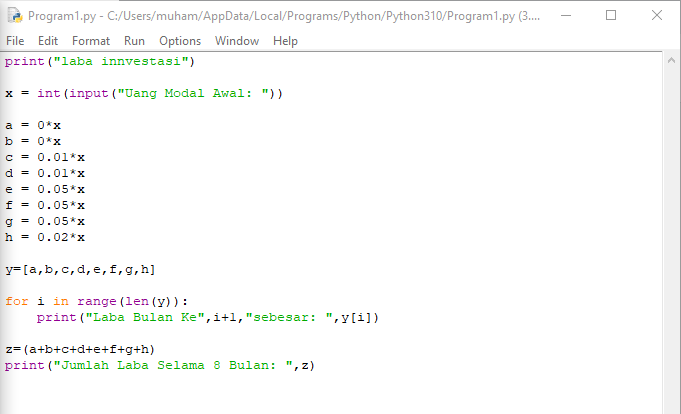 Program1.py - C:/Users/muham/AppData/Local/Programs/Python/Python310/Program1.py (3....
File Edit Format Run Options Window Help
print("laba innvestasi")
x = int(input("Uang Modal Awal: "))
a = 0*x
b = 0*x
c = 0.01*x
d = 0.01*x
e = 0.05*x
f = 0.05*x
g = 0.05*x
h = 0.02*x
y=[a,b,c,d,e,f,g,h]
for i in range(len(y)):
    print("Laba Bulan Ke",i+1,"sebesar: ",y[i])
z=(a+b+c+d+e+f+g+h)
print("Jumlah Laba Selama 8 Bulan: ",z)